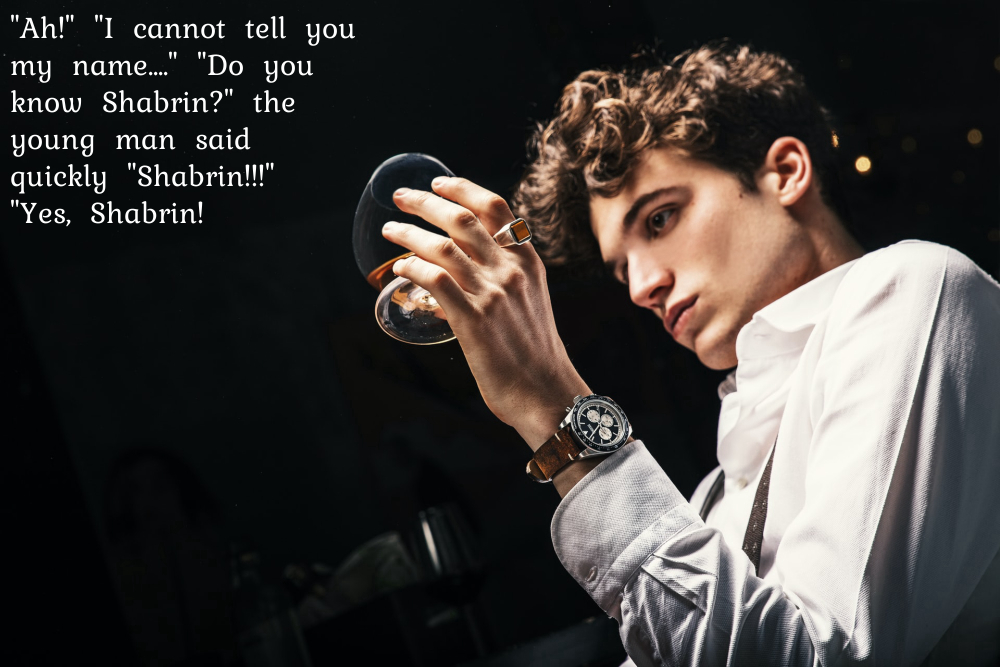 "Ah!" "I cannot tell you
my name...." "Do you
know Shabrin?" the
young man said
quickly "Shabrin!!!"
"Yes, Shabrin!